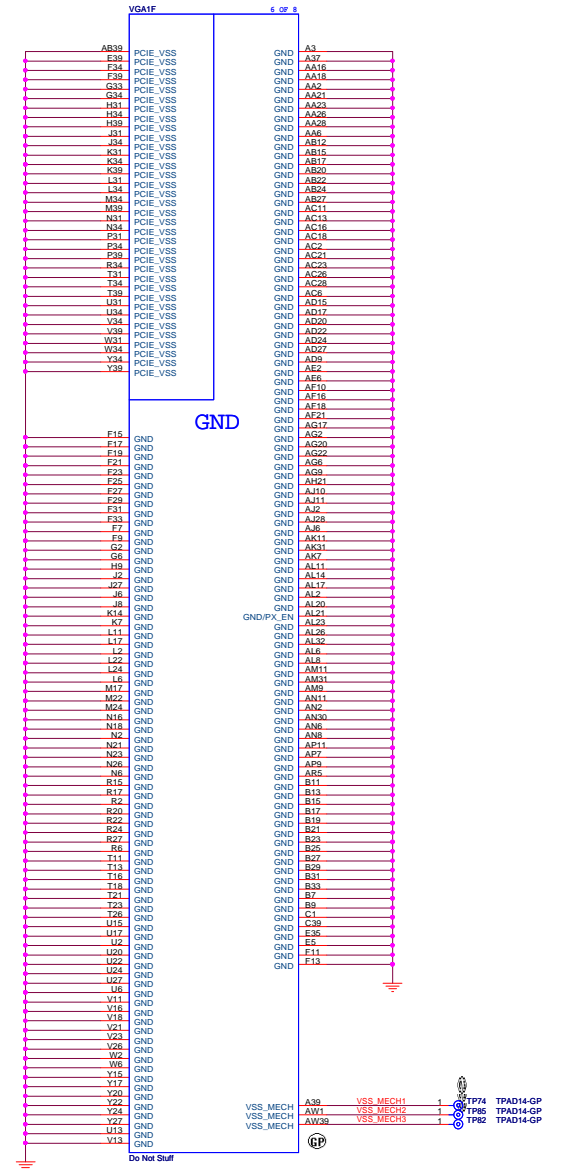 VGA1F
6 OF 8
AB39 PCIE_VSS
E39 PCIE_VSS
F34 PCIE_VSS
F39 PCIE_VSS
G33 PCIE_VSS
G34 PCIE_VSS
H31 PCIE_VSS
H34 PCIE_VSS
H39 PCIE_VSS
J31 PCIE_VSS
J34 PCIE_VSS
K31 PCIE_VSS
K34 PCIE_VSS
K39 PCIE_VSS
L31 PCIE_VSS
L34 PCIE_VSS
M34 PCIE_VSS
M39 PCIE_VSS
N31 PCIE_VSS
N34 PCIE_VSS
P31 PCIE_VSS
P34 PCIE_VSS
P39 PCIE_VSS
R34 PCIE_VSS
T31 PCIE_VSS
T34 PCIE_VSS
T39 PCIE_VSS
U31 PCIE_VSS
U34 PCIE_VSS
V34 PCIE_VSS
V39 PCIE_VSS
W31 PCIE_VSS
W34 PCIE_VSS
Y34 PCIE_VSS
Y39 PCIE_VSS
GND
F15 GND
F17 GND
F19 GND
F21 GND
F23 GND
F25 GND
F27 GND
F29 GND
F31 GND
F33 GND
F7 GND
F9 GND
G2 GND
G6 GND
H9 GND
J2 GND
J27 GND
J6 GND
J8 GND
K14 GND
K7 GND
L11 GND
L17 GND
L2 GND
L22 GND
L24 GND
L6 GND
M17 GND
M22 GND
M24 GND
N16 GND
N18 GND
N2 GND
N21 GND
N23 GND
N26 GND
N6 GND
R15 GND
R17 GND
R2 GND
R20 GND
R22 GND
R24 GND
R27 GND
R6 GND
T11 GND
T13 GND
T16 GND
T18 GND
T21 GND
T23 GND
T26 GND
U15 GND
U17 GND
U2 GND
U20 GND
U22 GND
U24 GND
U27 GND
U6 GND
V11 GND
V16 GND
V18 GND
V21 GND
V23 GND
V26 GND
W2 GND
W6 GND
Y15 GND
Y17 GND
Y20 GND
Y22 GND
Y24 GND
Y27 GND
U13 GND
V13 GND
GND A3
GND A37
GND AA16
GND AA18
GND AA2
GND AA21
GND AA23
GND AA26
GND AA28
GND AA6
GND AB12
GND AB15
GND AB17
GND AB20
GND AB22
GND AB24
GND AB27
GND AC11
GND AC13
GND AC16
GND AC18
GND AC2
GND AC21
GND AC23
GND AC26
GND AC28
GND AC6
GND AD15
GND AD17
GND AD20
GND AD22
GND AD24
GND AD27
GND AD9
GND AE2
GND AE6
GND AF10
GND AF16
GND AF18
GND AF21
GND AG17
GND AG2
GND AG20
GND AG22
GND AG6
GND AG9
GND AH21
GND AJ10
GND AJ11
GND AJ2
GND AJ28
GND AJ6
GND AK11
GND AK31
GND AK7
GND AL11
GND AL14
GND AL17
GND AL2
GND AL20
GND/PX_EN AL21
GND AL23
GND AL26
GND AL32
GND AL6
GND AL8
GND AM11
GND AM31
GND AM9
GND AN11
GND AN2
GND AN30
GND AN6
GND AN8
GND AP11
GND AP7
GND AP9
GND AR5
GND B11
GND B13
GND B15
GND B17
GND B19
GND B21
GND B23
GND B25
GND B27
GND B29
GND B31
GND B33
GND B7
GND B9
GND C1
GND C39
GND E35
GND E5
GND F11
GND F13
VSS_MECH A39 VSS_MECH1 1 TP74 TPAD14-GP
VSS_MECH AW1 VSS_MECH2 1 TP85 TPAD14-GP
VSS_MECH AW39 VSS_MECH3 1 TP82 TPAD14-GP
GP
Do Not Stuff